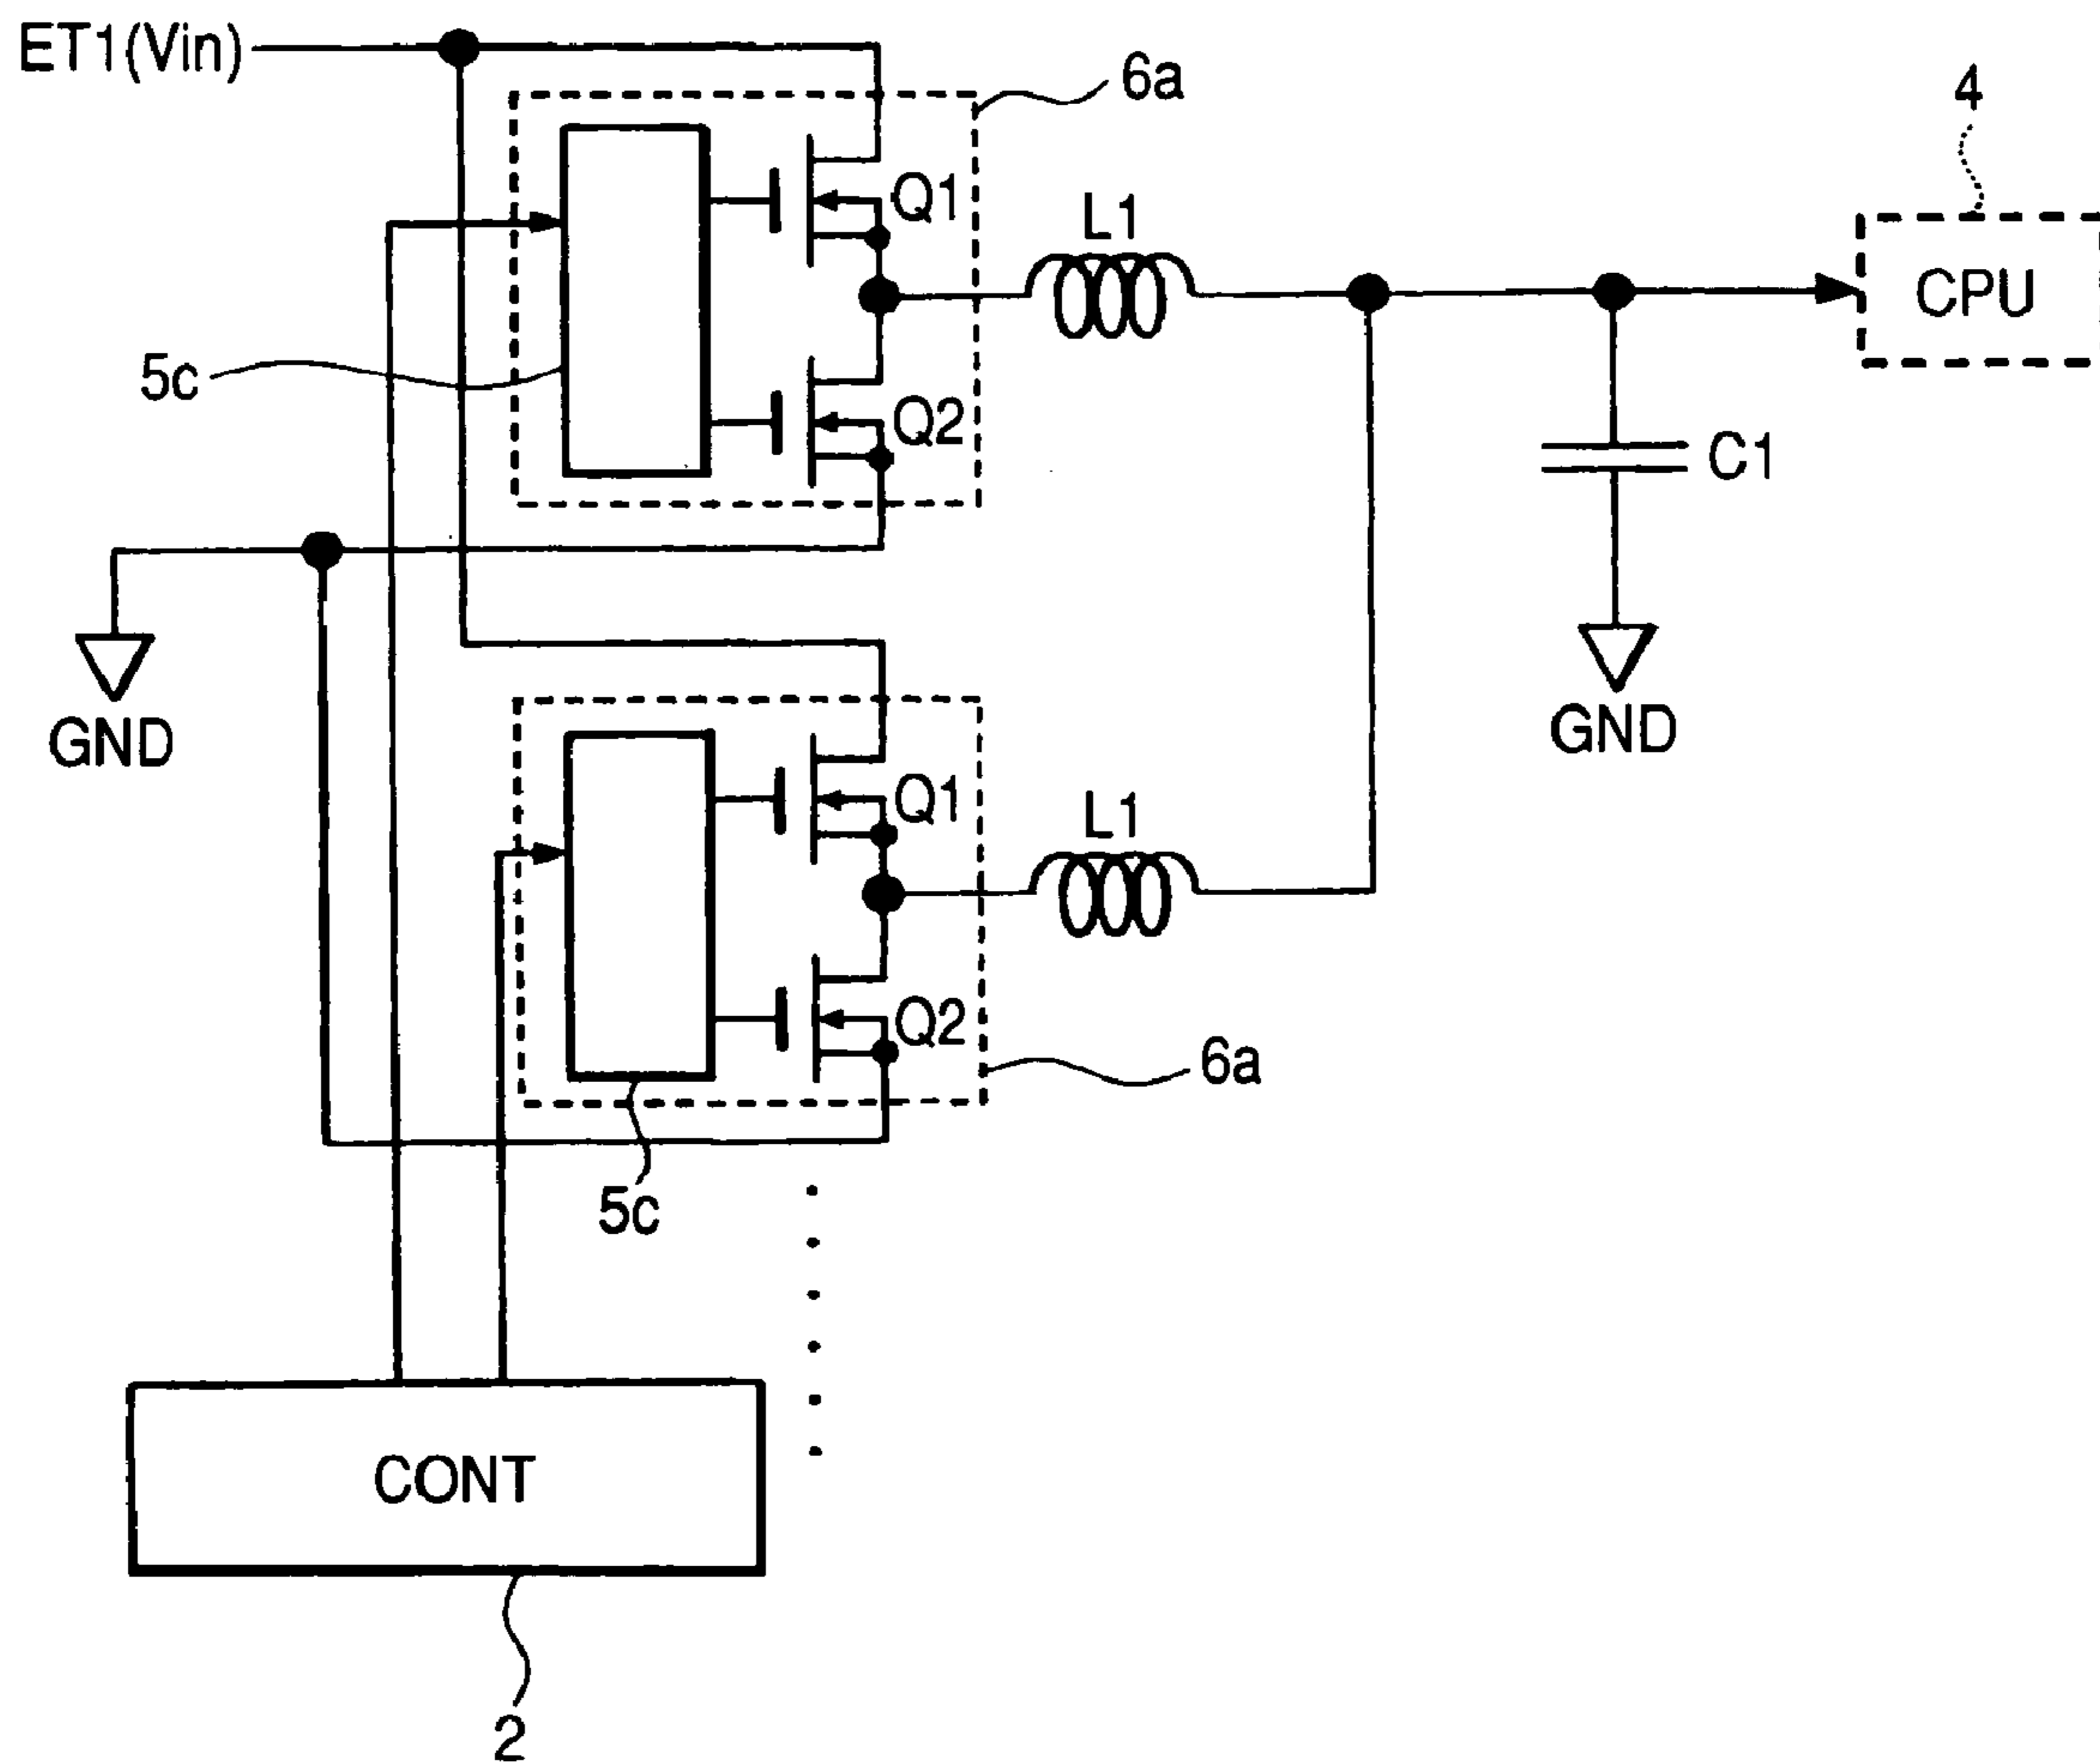 ET1(Vin)
6a
4
Q1
L1
CPU
5c
Q2
C1
GND
GND
Q1
L1
Q2
6a
5c
CONT
2